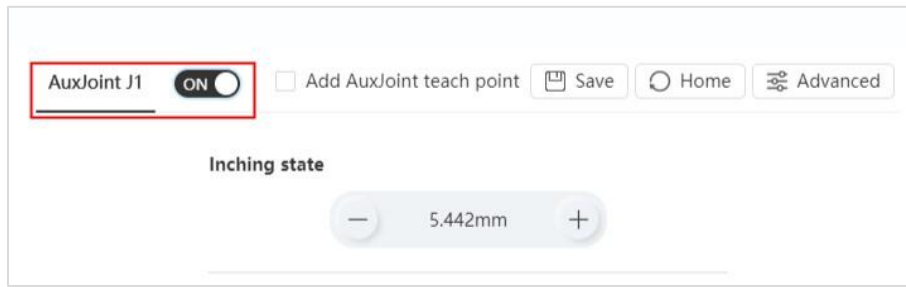 AuxJoint J1 ON Add AuxJoint teach point Save Home Advanced
Inching state
− 5.442mm +